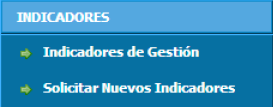 INDICADORES
Indicadores de Gestión
Solicitar Nuevos Indicadores